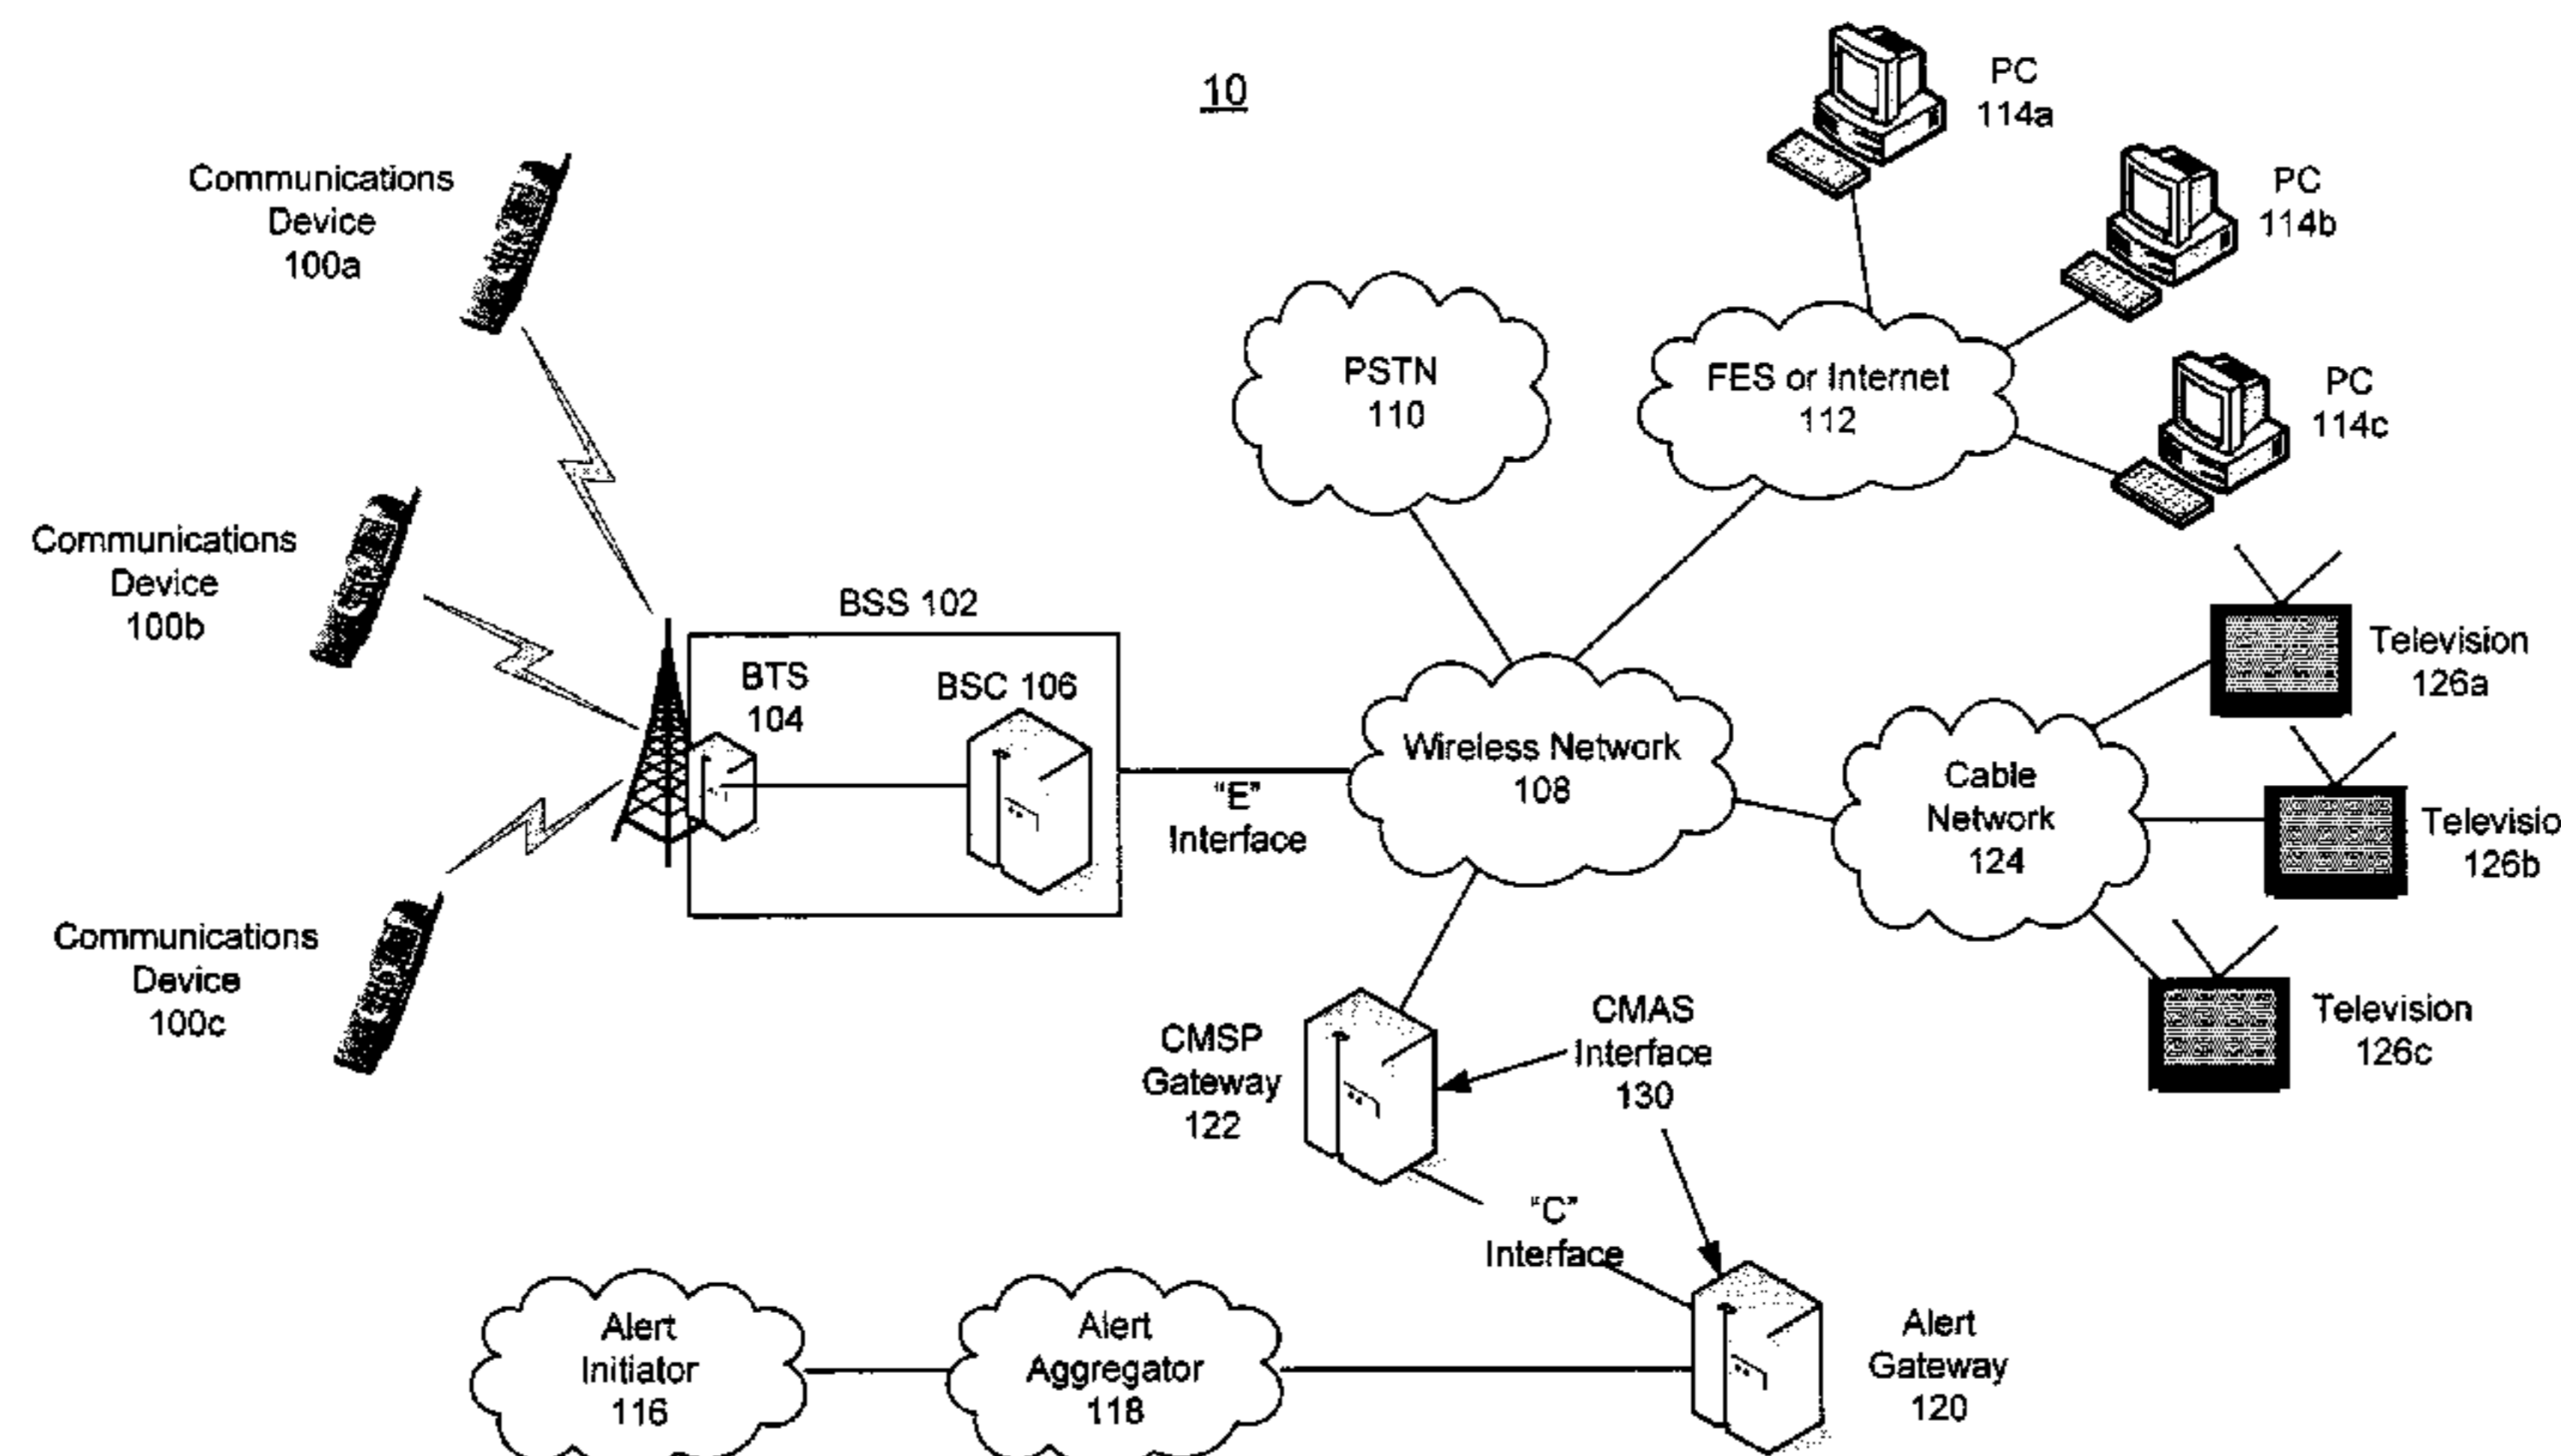 10
PC
114a
PC
114b
PC
114c
Communications
Device
100a
Communications
Device
100b
Communications
Device
100c
PSTN
110
FES or Internet
112
BSS 102
BTS
104
BSC 106
"E"
Interface
Wireless Network
108
Cable
Network
124
Television
126a
Televisio
126b
Television
126c
CMSP
Gateway
122
CMAS
Interface
130
"C"
Interface
Alert
Initiator
116
Alert
Aggregator
118
Alert
Gateway
120